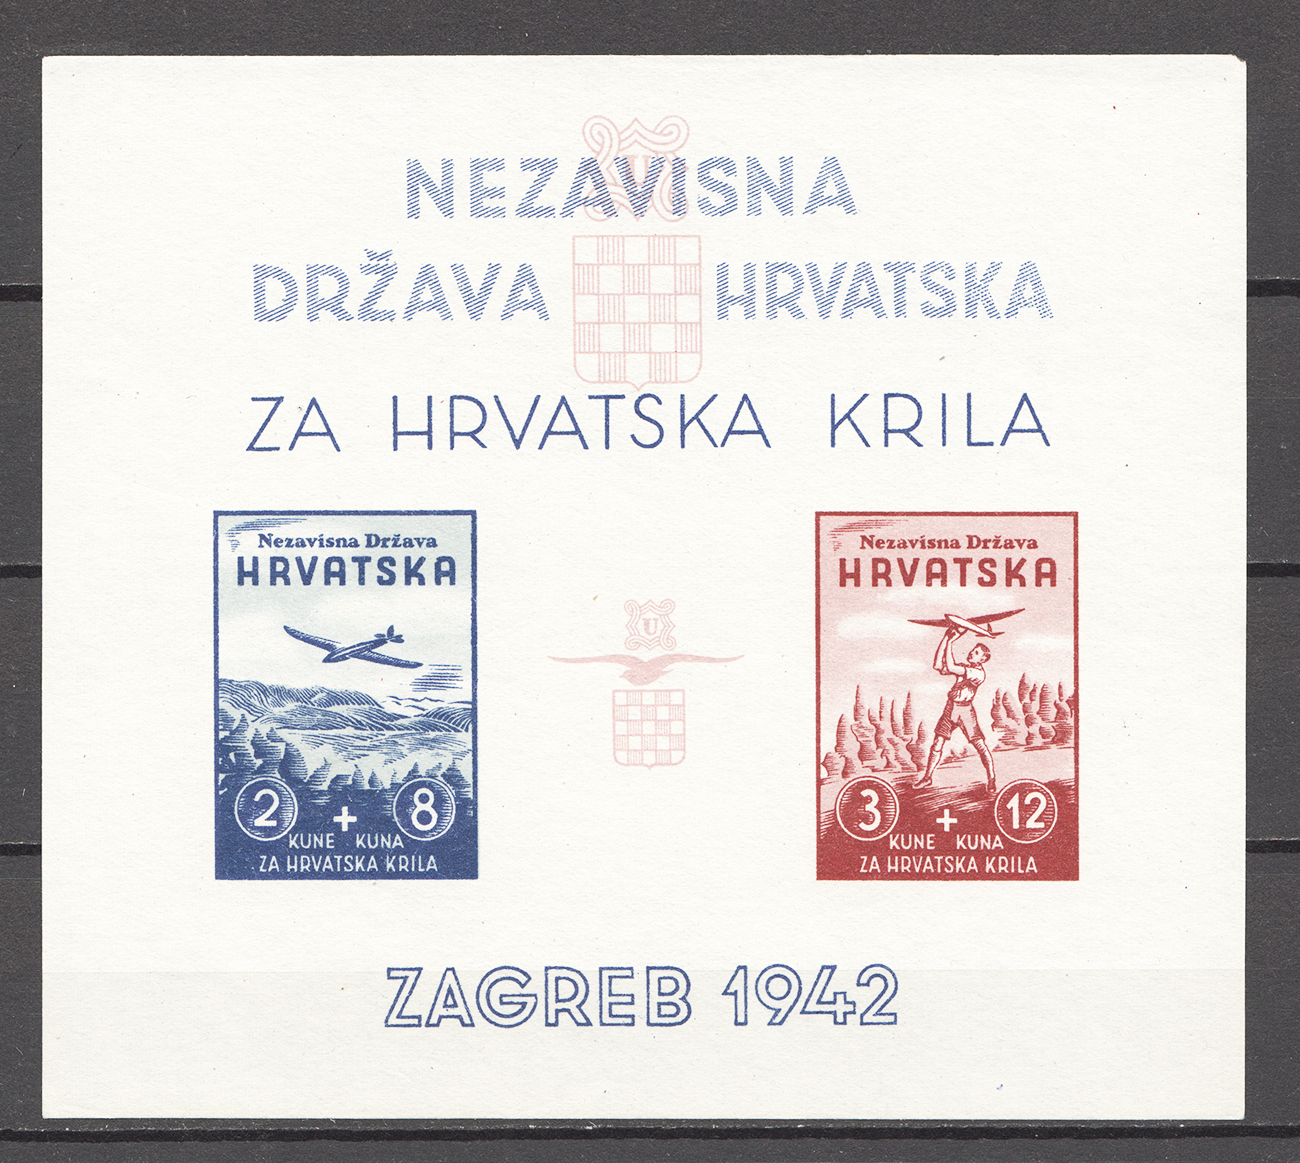 U
NEZAVISNA
DRŽAVA HRVATSKA
ZA HRVATSKA KRILA
Nezavisna Država
HRVATSKA
2 + 8
KUNE KUNA
ZA HRVATSKA KRILA
U
Nezavisna Država
HRVATSKA
3 + 12
KUNE KUNA
ZA HRVATSKA KRILA
ZAGREB 1942